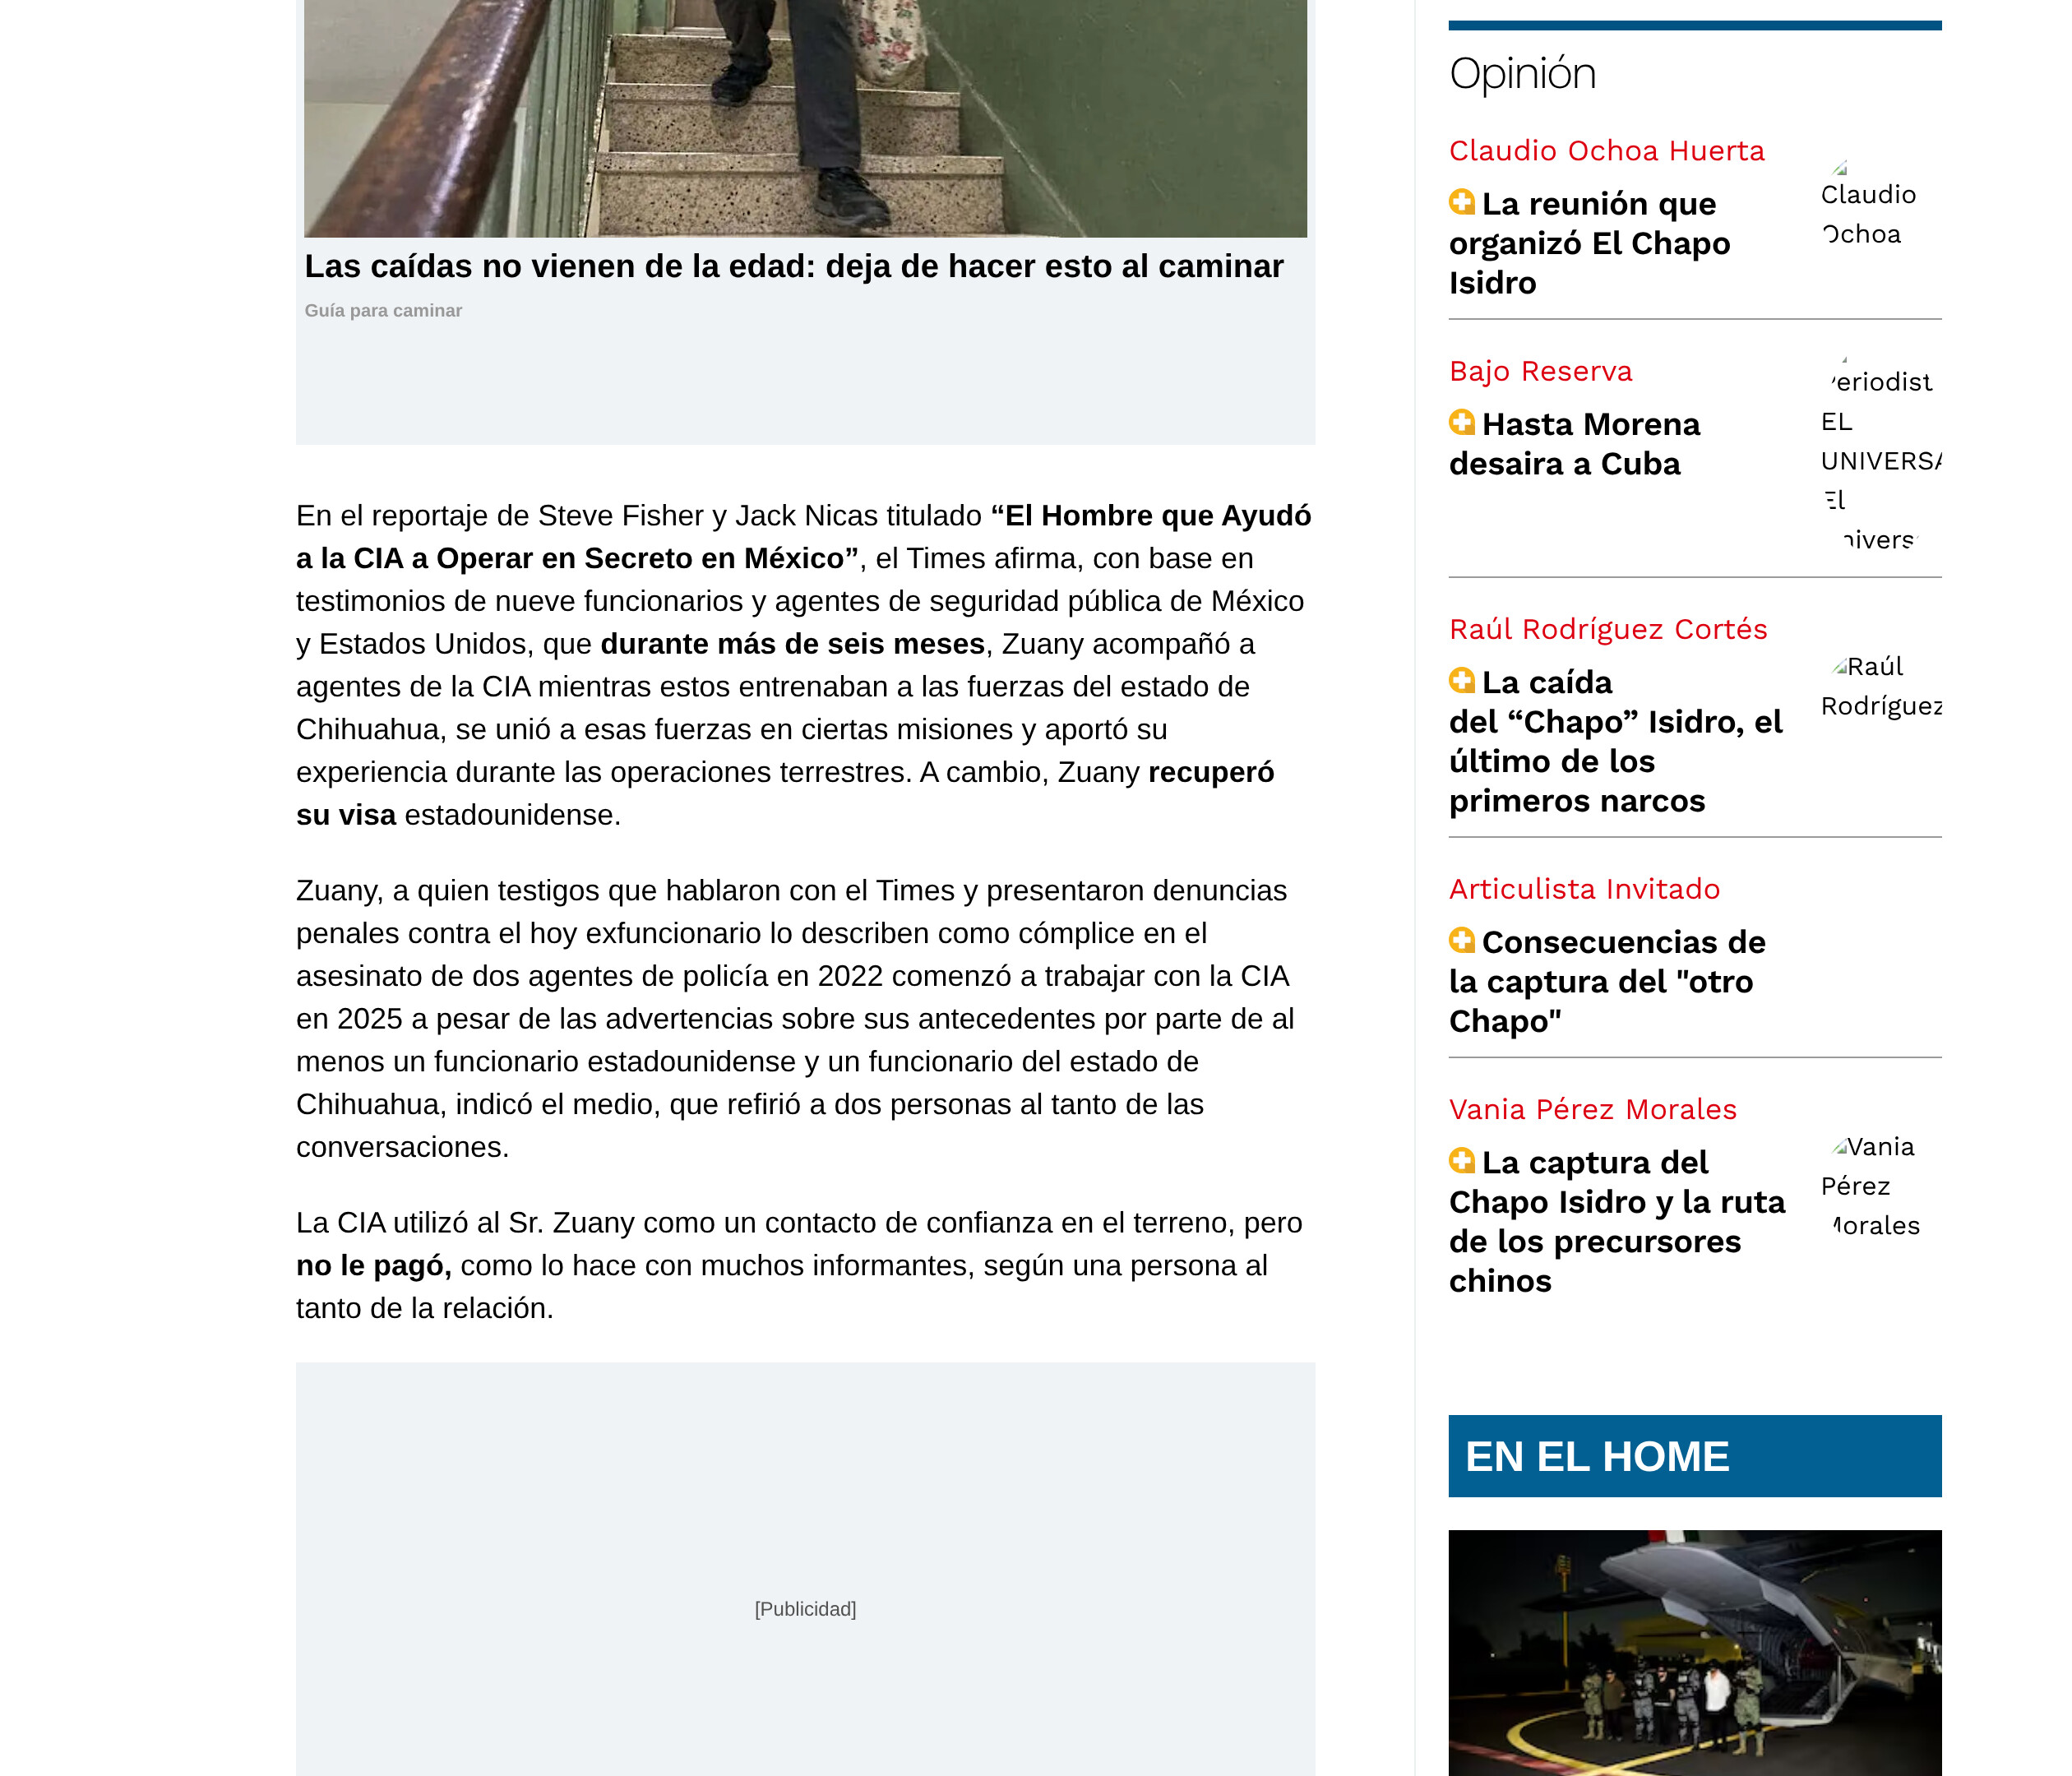 Las caídas no vienen de la edad: deja de hacer esto al caminar
Guía para caminar
En el reportaje de Steve Fisher y Jack Nicas titulado “El Hombre que Ayudó
a la CIA a Operar en Secreto en México”, el Times afirma, con base en
testimonios de nueve funcionarios y agentes de seguridad pública de México
y Estados Unidos, que durante más de seis meses, Zuany acompañó a
agentes de la CIA mientras estos entrenaban a las fuerzas del estado de
Chihuahua, se unió a esas fuerzas en ciertas misiones y aportó su
experiencia durante las operaciones terrestres. A cambio, Zuany recuperó
su visa estadounidense.
Zuany, a quien testigos que hablaron con el Times y presentaron denuncias
penales contra el hoy exfuncionario lo describen como cómplice en el
asesinato de dos agentes de policía en 2022 comenzó a trabajar con la CIA
en 2025 a pesar de las advertencias sobre sus antecedentes por parte de al
menos un funcionario estadounidense y un funcionario del estado de
Chihuahua, indicó el medio, que refirió a dos personas al tanto de las
conversaciones.
La CIA utilizó al Sr. Zuany como un contacto de confianza en el terreno, pero
no le pagó, como lo hace con muchos informantes, según una persona al
tanto de la relación.
[Publicidad]
Opinión
Claudio Ochoa Huerta
La reunión que
organizó El Chapo
Isidro
Claudio
Ochoa
Bajo Reserva
Hasta Morena
desaira a Cuba
EL
El
Raúl Rodríguez Cortés
La caída
del “Chapo” Isidro, el
último de los
primeros narcos
Raúl
Rodríguez
Articulista Invitado
Consecuencias de
la captura del "otro
Chapo"
Vania Pérez Morales
La captura del
Chapo Isidro y la ruta
de los precursores
chinos
Vania
Pérez
Morales
EN EL HOME